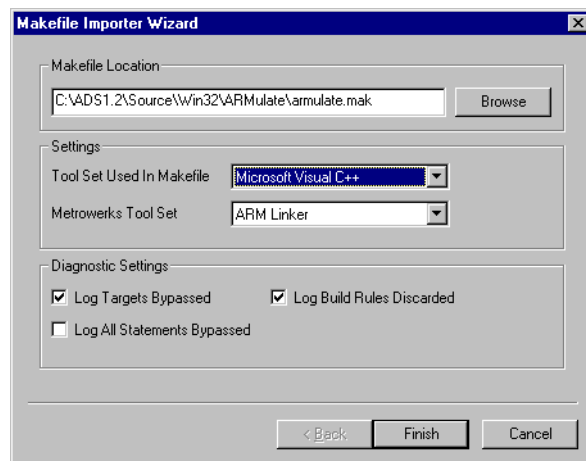 Makefile Importer Wizard
Makefile Location
C:\ADS1.2\Source\Win32\ARMulate\armulate.mak
Browse
Settings
Tool Set Used In Makefile
Microsoft Visual C++
Metrowerks Tool Set
ARM Linker
Diagnostic Settings
Log Targets Bypassed
Log Build Rules Discarded
Log All Statements Bypassed
< Back
Finish
Cancel